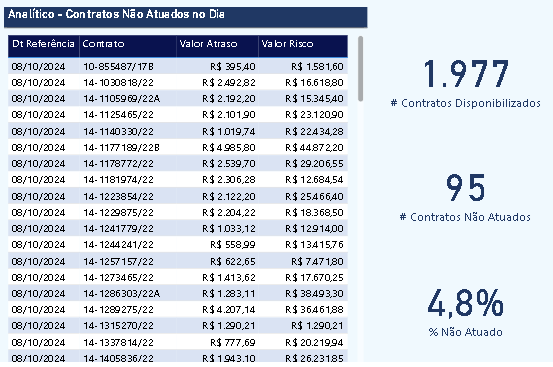 Analítico - Contratos Não Atuados no Dia
Dt Referência Contrato Valor Atraso Valor Risco
08/10/2024 10-855487/17B R$ 395,40 R$ 1.581,60
08/10/2024 14-1030818/22 R$ 2.492,82 R$ 16.618,80
08/10/2024 14-1105969/22A R$ 2.192,20 R$ 15.345,40
08/10/2024 14-1125465/22 R$ 2.101,90 R$ 23.120,90
08/10/2024 14-1140330/22 R$ 1.019,74 R$ 22.434,28
08/10/2024 14-1177189/22B R$ 4.985,80 R$ 44.872,20
08/10/2024 14-1178772/22 R$ 2.539,70 R$ 29.206,55
08/10/2024 14-1181974/22 R$ 2.306,28 R$ 12.684,54
08/10/2024 14-1223854/22 R$ 2.122,20 R$ 25.466,40
08/10/2024 14-1229875/22 R$ 2.204,22 R$ 18.368,50
08/10/2024 14-1241779/22 R$ 1.033,12 R$ 12.914,00
08/10/2024 14-1244241/22 R$ 558,99 R$ 13.415,76
08/10/2024 14-1257157/22 R$ 622,65 R$ 7.471,80
08/10/2024 14-1273465/22 R$ 1.413,62 R$ 17.670,25
08/10/2024 14-1286303/22A R$ 1.283,11 R$ 38.493,30
08/10/2024 14-1289275/22 R$ 4.207,14 R$ 36.461,88
08/10/2024 14-1315270/22 R$ 1.290,21 R$ 1.290,21
08/10/2024 14-1337814/22 R$ 777,69 R$ 20.219,94
08/10/2024 14-1405836/22 R$ 1.943,10 R$ 26.231,85
1.977
# Contratos Disponibilizados
95
# Contratos Não Atuados
4,8%
% Não Atuado